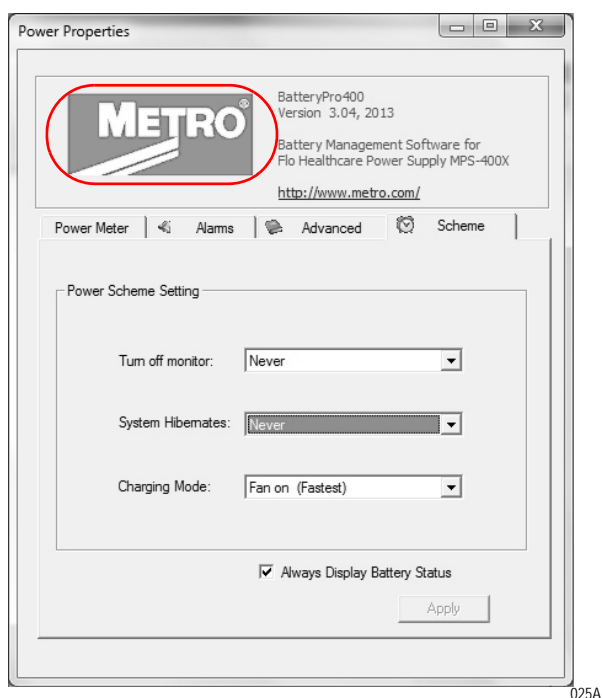 Power Properties
METRO®
BatteryPro400
Version 3.04, 2013
Battery Management Software for
Flo Healthcare Power Supply MPS-400X
http://www.metro.com/
Power Meter
Alarms
Advanced
Scheme
Power Scheme Setting
Turn off monitor: Never
System Hibernates: Never
Charging Mode: Fan on (Fastest)
Always Display Battery Status
Apply
025A